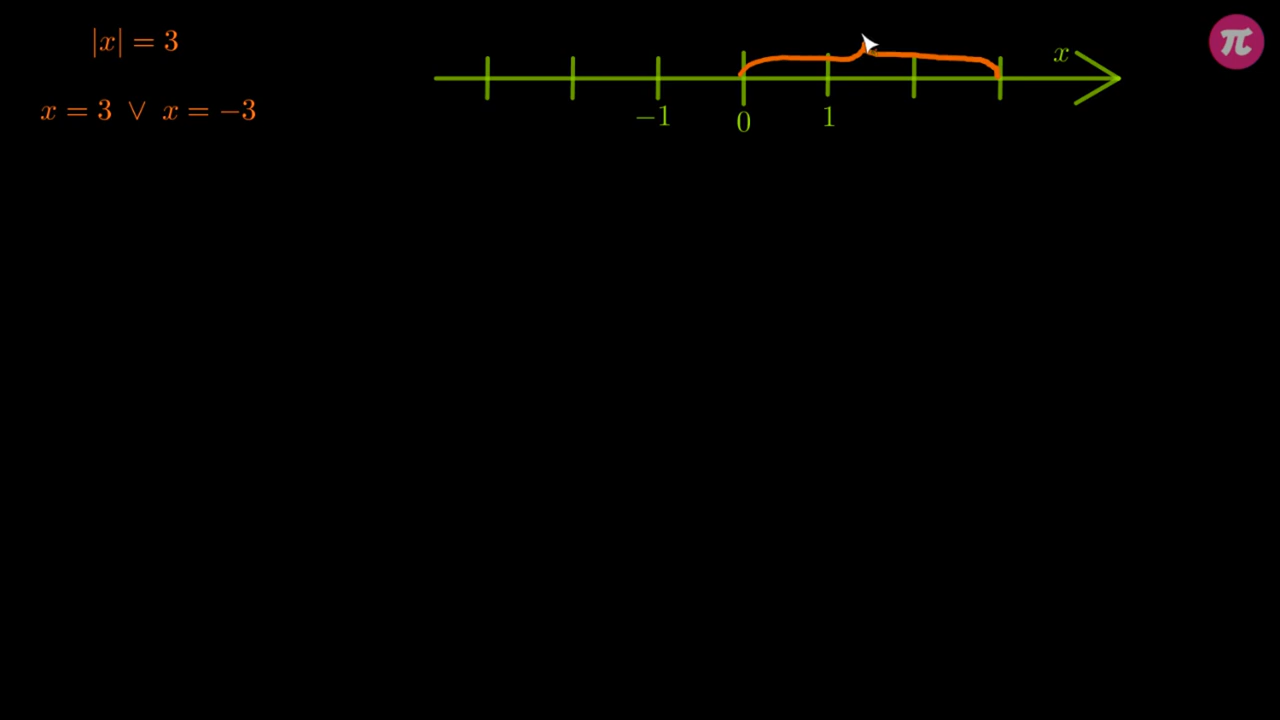 |x| = 3
x = 3 ∨ x = −3
x
−1 0 1
π